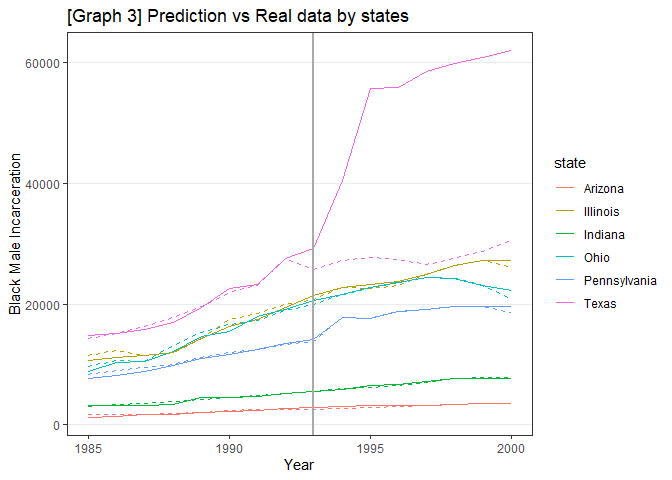 [Graph 3] Prediction vs Real data by states
60000
40000
20000
0
Black Male Incarceration
1985
1990
1995
2000
Year
state
Arizona
Illinois
Indiana
Ohio
Pennsylvania
Texas